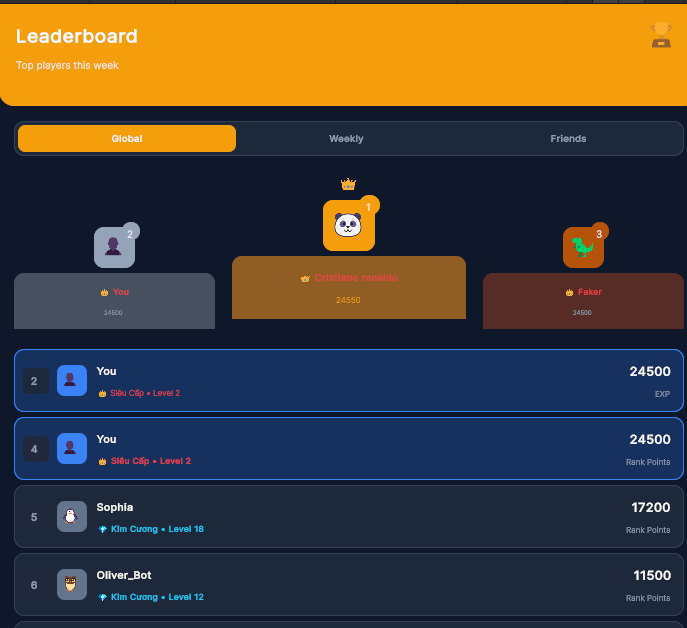 Leaderboard
Top players this week
Global
Weekly
Friends
1
2
3
Cristiano ronaldo
24550
You
24500
Faker
24500
2
You
24500
Siêu Cấp • Level 2
EXP
4
You
24500
Siêu Cấp • Level 2
Rank Points
5
Sophia
17200
Kim Cương • Level 18
Rank Points
6
Oliver_Bot
11500
Kim Cương • Level 12
Rank Points